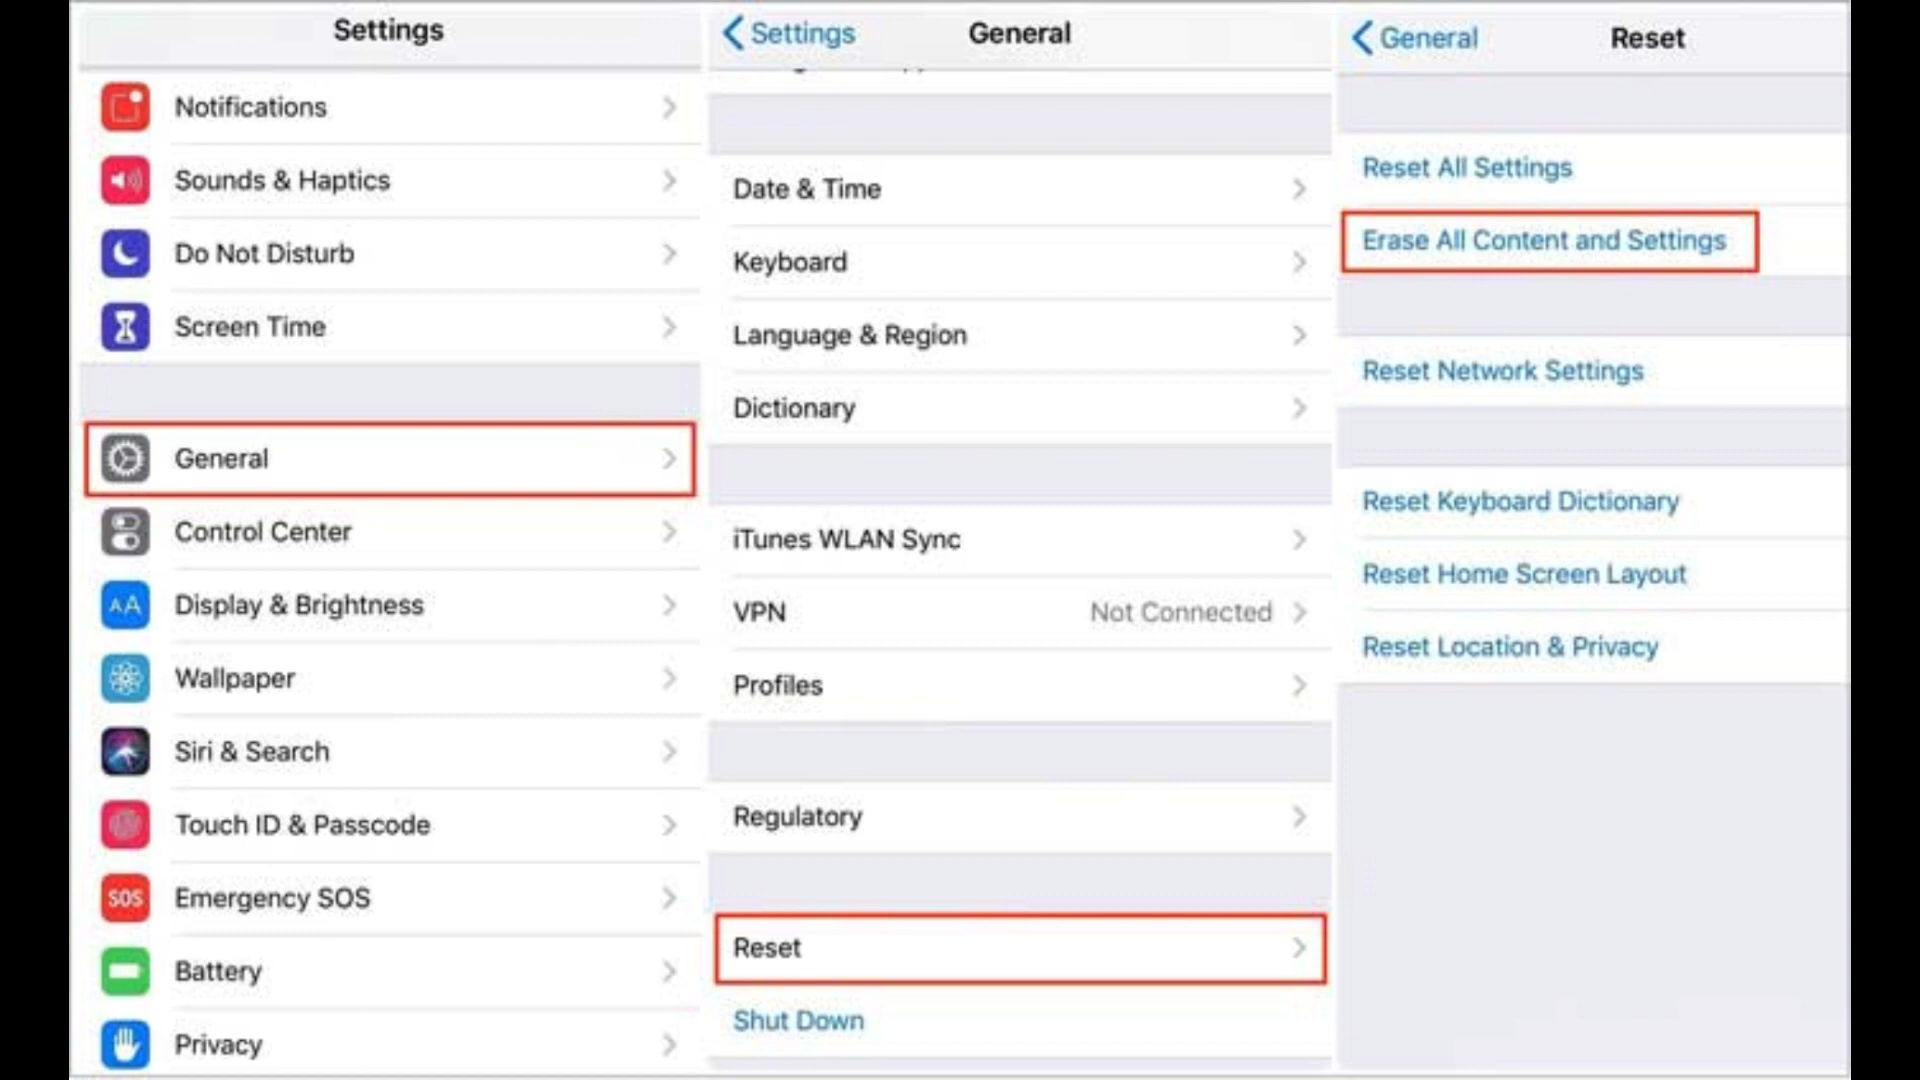 Settings
Notifications
Sounds & Haptics
Do Not Disturb
Screen Time
General
Control Center
AA
Display & Brightness
Wallpaper
Siri & Search
Touch ID & Passcode
SOS
Emergency SOS
Battery
Privacy
Settings
General
Date & Time
Keyboard
Language & Region
Dictionary
iTunes WLAN Sync
VPN Not Connected
Profiles
Regulatory
Reset
Shut Down
General
Reset
Reset All Settings
Erase All Content and Settings
Reset Network Settings
Reset Keyboard Dictionary
Reset Home Screen Layout
Reset Location & Privacy